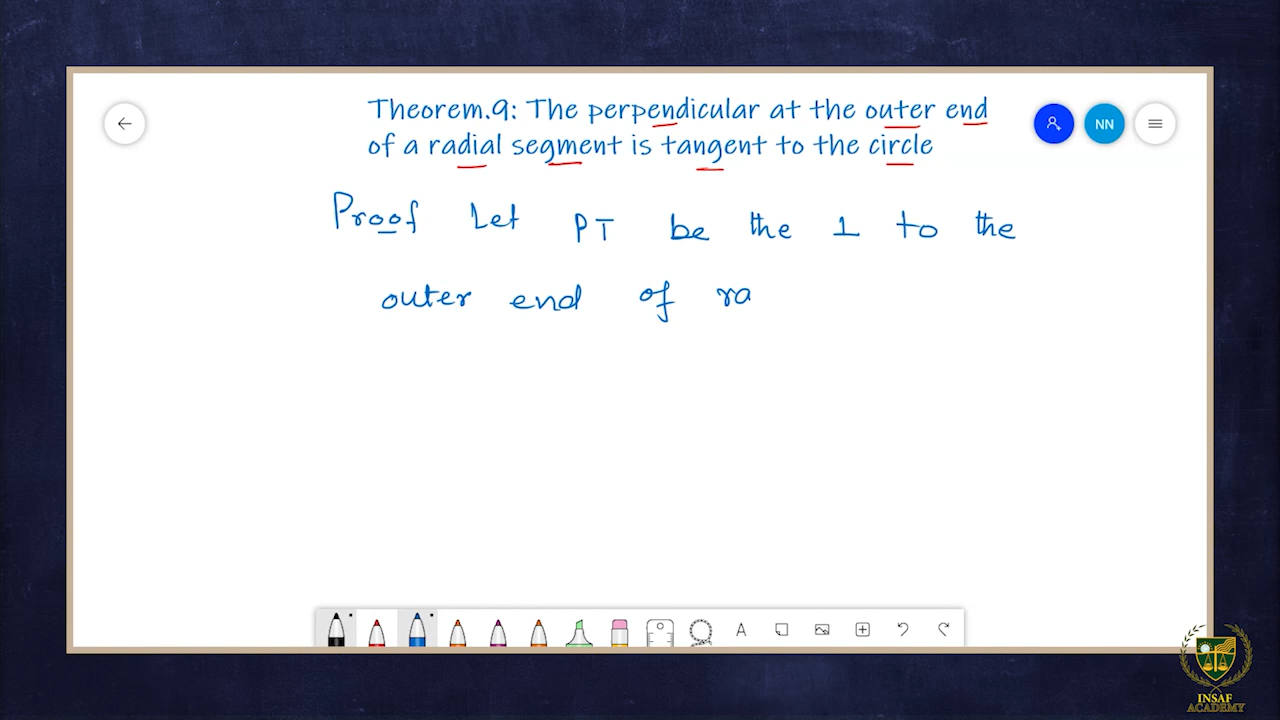 Theorem.9: The perpendicular at the outer end
of a radial segment is tangent to the circle
NN
Proof Let PT be the ⊥ to the
outer end of ra
A
INSAF
ACADEMY